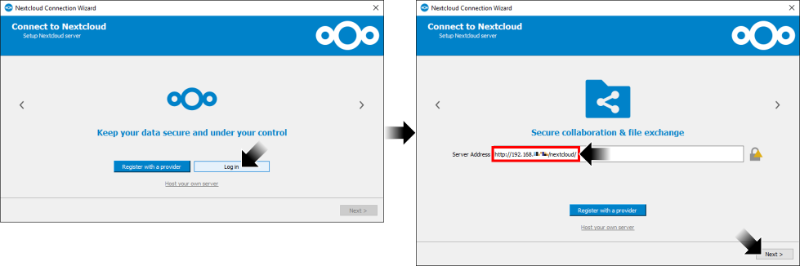 Nextcloud Connection Wizard
Connect to Nextcloud
Setup Nextcloud server
Keep your data secure and under your control
Register with a provider
Log in
Host your own server
Next >
Nextcloud Connection Wizard
Connect to Nextcloud
Setup Nextcloud server
Secure collaboration & file exchange
Server Address http://192.168. /nextcloud/
Register with a provider
Host your own server
Next >